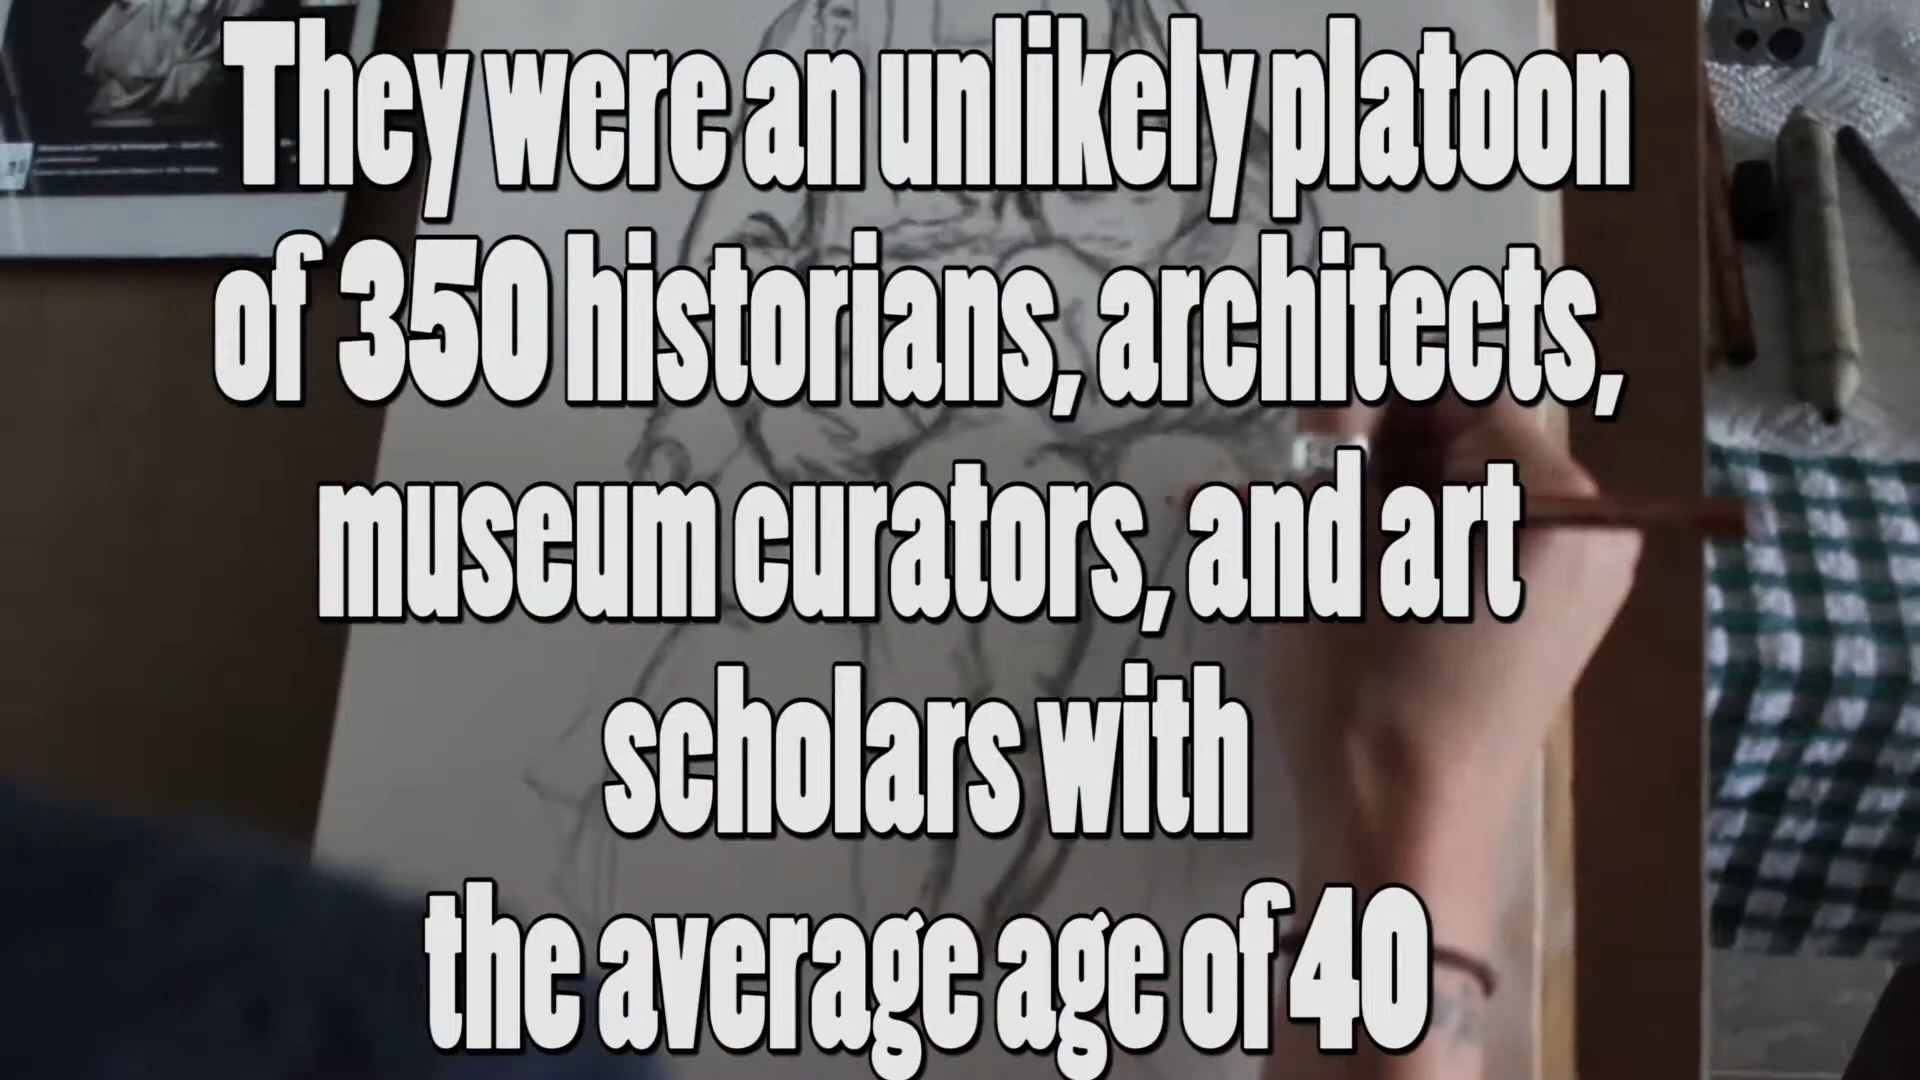 They were an unlikely platoon
of 350 historians, architects,
museum curators, and art
scholars with
the average age of 40